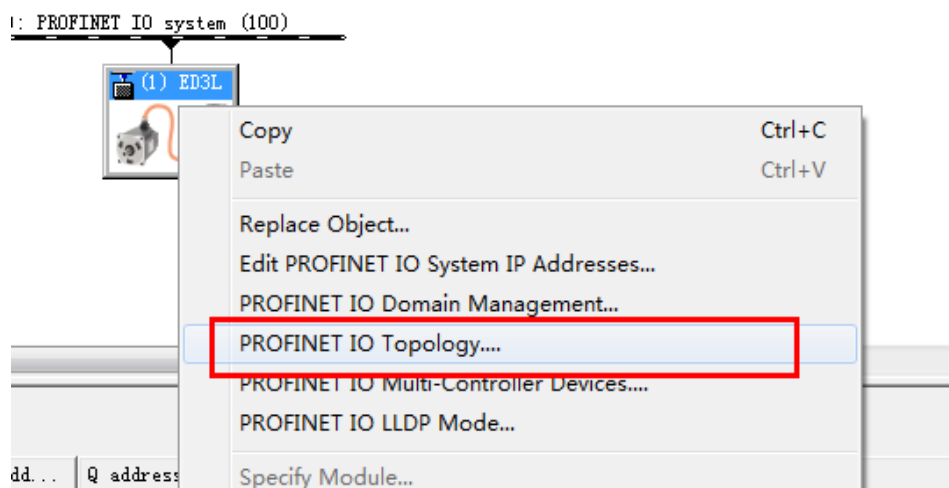 : PROFINET IO system (100)
(1) ED3L
Copy Ctrl+C
Paste Ctrl+V
Replace Object...
Edit PROFINET IO System IP Addresses...
PROFINET IO Domain Management...
PROFINET IO Topology....
PROFINET IO Multi-Controller Devices....
PROFINET IO LLDP Mode...
dd... Q address Specify Module...